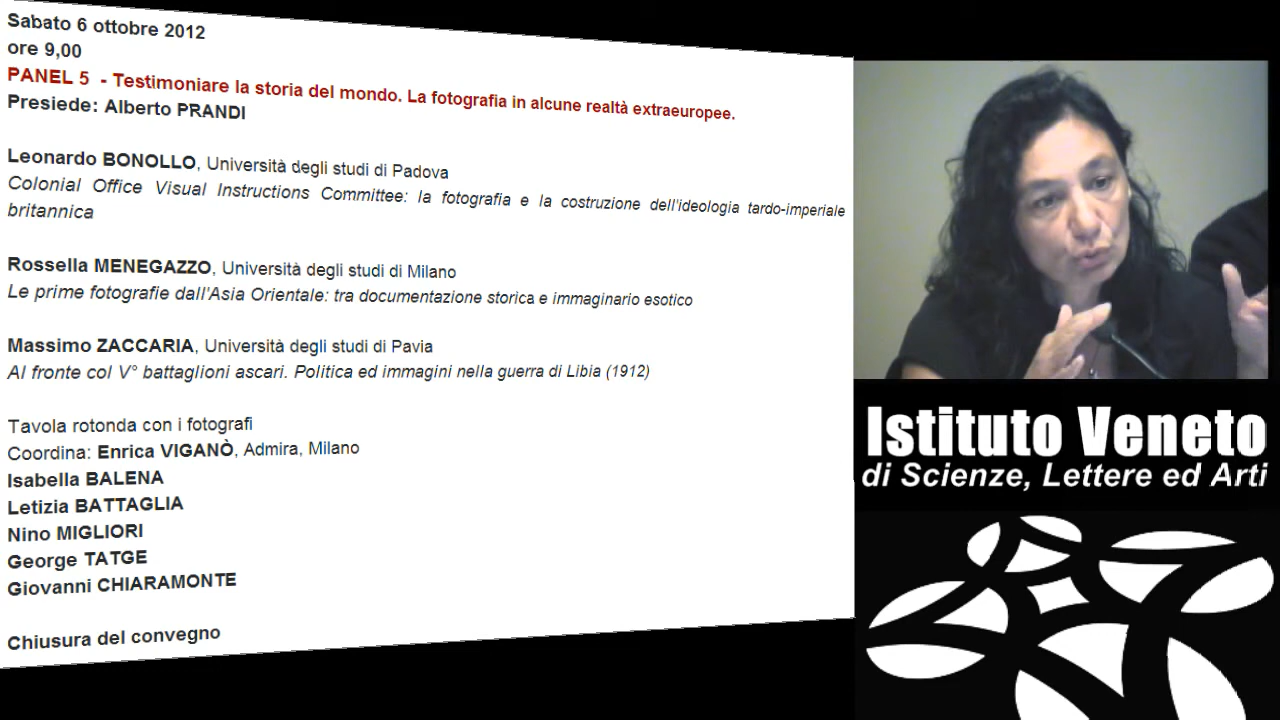 Sabato 6 ottobre 2012
ore 9,00
PANEL 5 - Testimoniare la storia del mondo. La fotografia in alcune realtà extraeuropee.
Presiede: Alberto PRANDI
Leonardo BONOLLO, Università degli studi di Padova
Colonial Office Visual Instructions Committee: la fotografia e la costruzione dell'ideologia tardo-imperiale
britannica
Rossella MENEGAZZO, Università degli studi di Milano
Le prime fotografie dall'Asia Orientale: tra documentazione storica e immaginario esotico
Massimo ZACCARIA, Università degli studi di Pavia
Al fronte col V° battaglioni ascari. Politica ed immagini nella guerra di Libia (1912)
Tavola rotonda con i fotografi
Coordina: Enrica VIGANÒ, Admira, Milano
Isabella BALENA
Letizia BATTAGLIA
Nino MIGLIORI
George TATGE
Giovanni CHIARAMONTE
Chiusura del convegno
Istituto Veneto
di Scienze, Lettere ed Arti